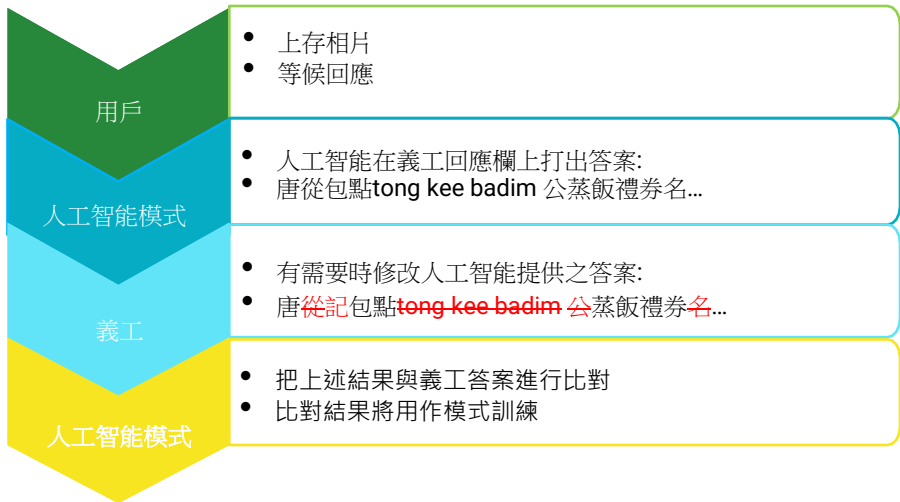 用戶
上存相片
等候回應
人工智能模式
人工智能在義工回應欄上打出答案:
唐從包點tong kee badim 公蒸飯禮券名...
義工
有需要時修改人工智能提供之答案:
唐從記包點tong kee badim 公蒸飯禮券名...
人工智能模式
把上述結果與義工答案進行比對
比對結果將用作模式訓練